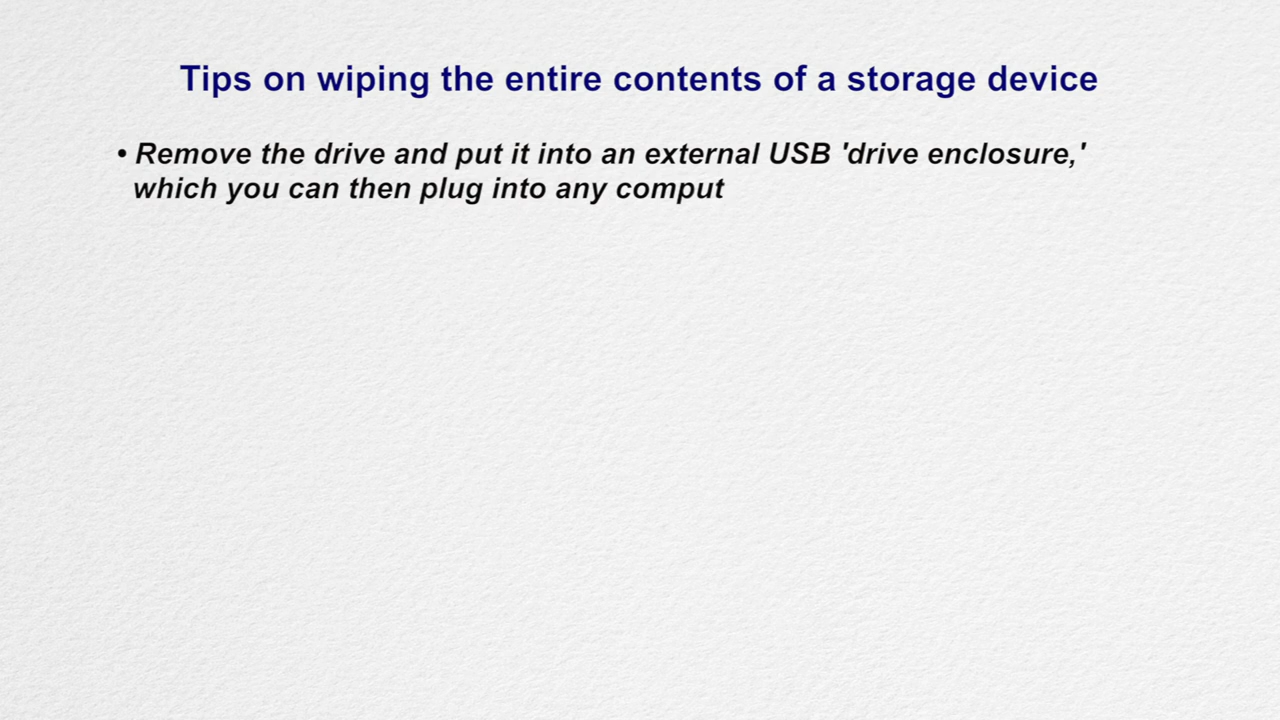 Tips on wiping the entire contents of a storage device
• Remove the drive and put it into an external USB 'drive enclosure,'
which you can then plug into any comput